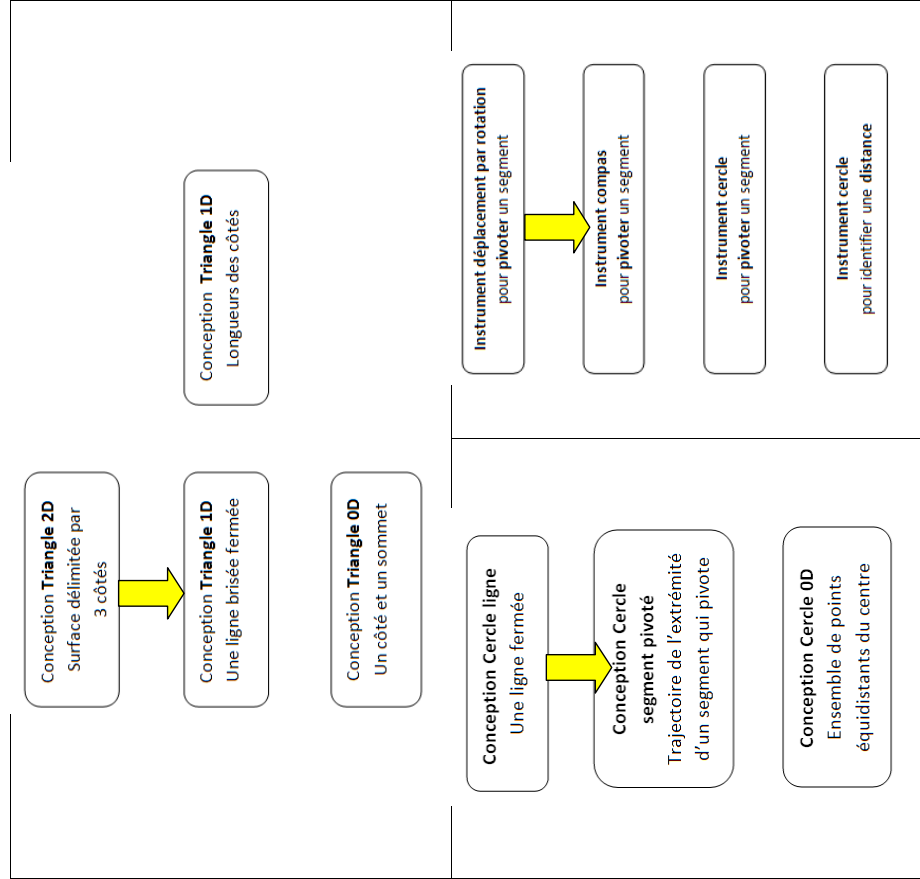 Conception Triangle 2D
Surface délimitée par
3 côtés
Conception Triangle 1D
Une ligne brisée fermée
Conception Triangle 1D
Longueurs des côtés
Conception Triangle 0D
Un côté et un sommet
Conception Cercle ligne
Une ligne fermée
Conception Cercle
segment pivoté
Trajectoire de l'extrémité
d'un segment qui pivote
Conception Cercle 0D
Ensemble de points
équidistants du centre
Instrument déplacement par rotation
pour pivoter un segment
Instrument compas
pour pivoter un segment
Instrument cercle
pour pivoter un segment
Instrument cercle
pour identifier une distance